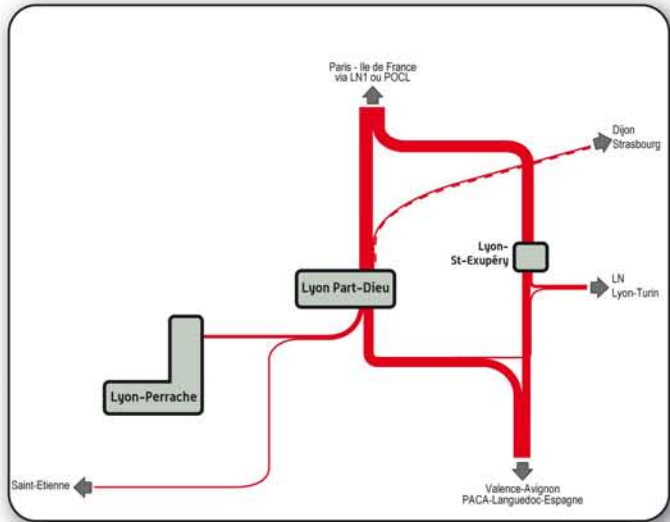 Paris - Ile de France
via LN1 ou POCL
Dijon
Strasbourg
Lyon-
St-Exupéry
LN
Lyon-Turin
Lyon Part-Dieu
Lyon-Perrache
Saint-Etienne
Valence-Avignon
PACA-Languedoc-Espagne